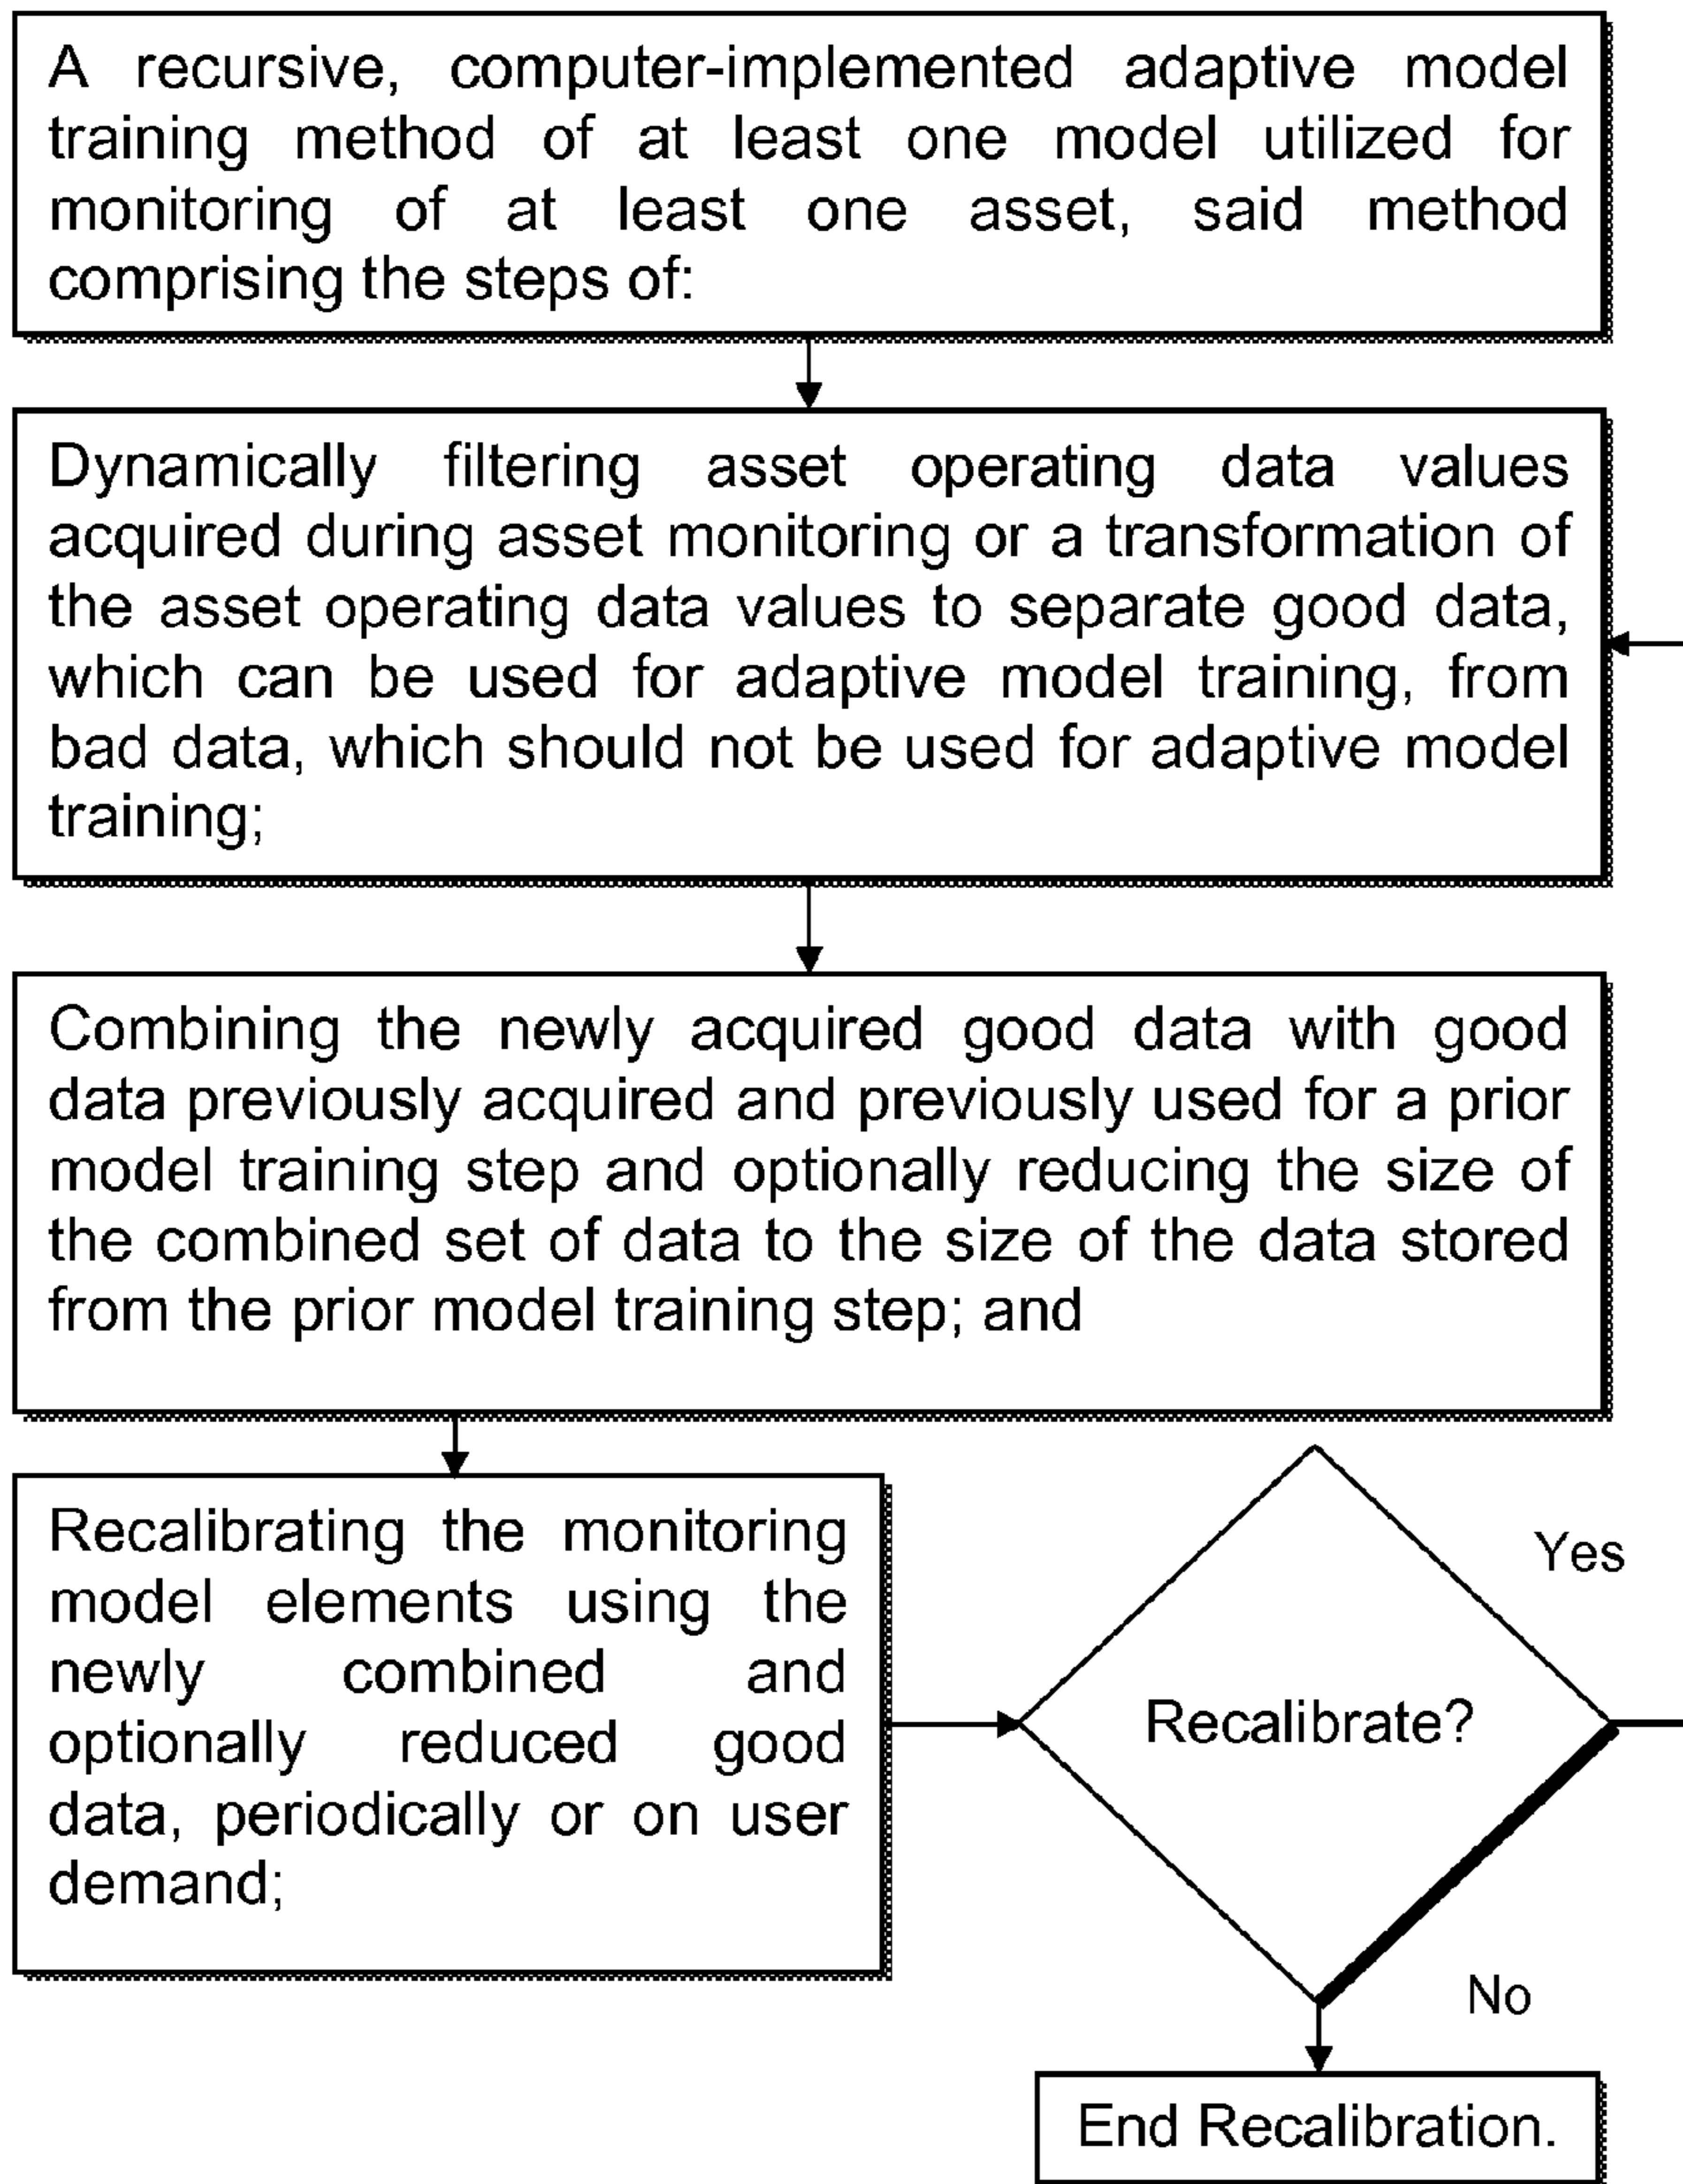 A recursive, computer-implemented adaptive model
training method of at least one model utilized for
monitoring of at least one asset, said method
comprising the steps of:
Dynamically filtering asset operating data values
acquired during asset monitoring or a transformation of
the asset operating data values to separate good data,
which can be used for adaptive model training, from
bad data, which should not be used for adaptive model
training;
Combining the newly acquired good data with good
data previously acquired and previously used for a prior
model training step and optionally reducing the size of
the combined set of data to the size of the data stored
from the prior model training step; and
Recalibrating the monitoring
model elements using the
newly combined and
optionally reduced good
data, periodically or on user
demand;
Yes
Recalibrate?
No
End Recalibration.